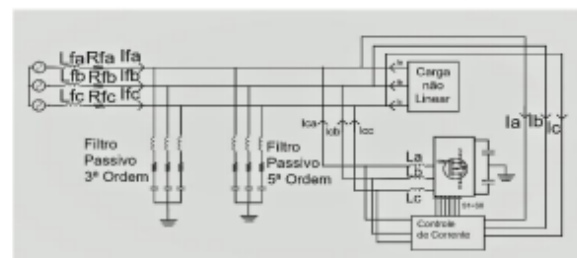 Lfa Rfa Ifa
Lfb Rfb Ifb
Lfc Rfc Ifc
Carga
não
Linear
Ica
Icb
Icc
Ia Ib Ic
Filtro
Passivo
3ª Ordem
Filtro
Passivo
5ª Ordem
La
Lb
Lc
Controle
de Corrente